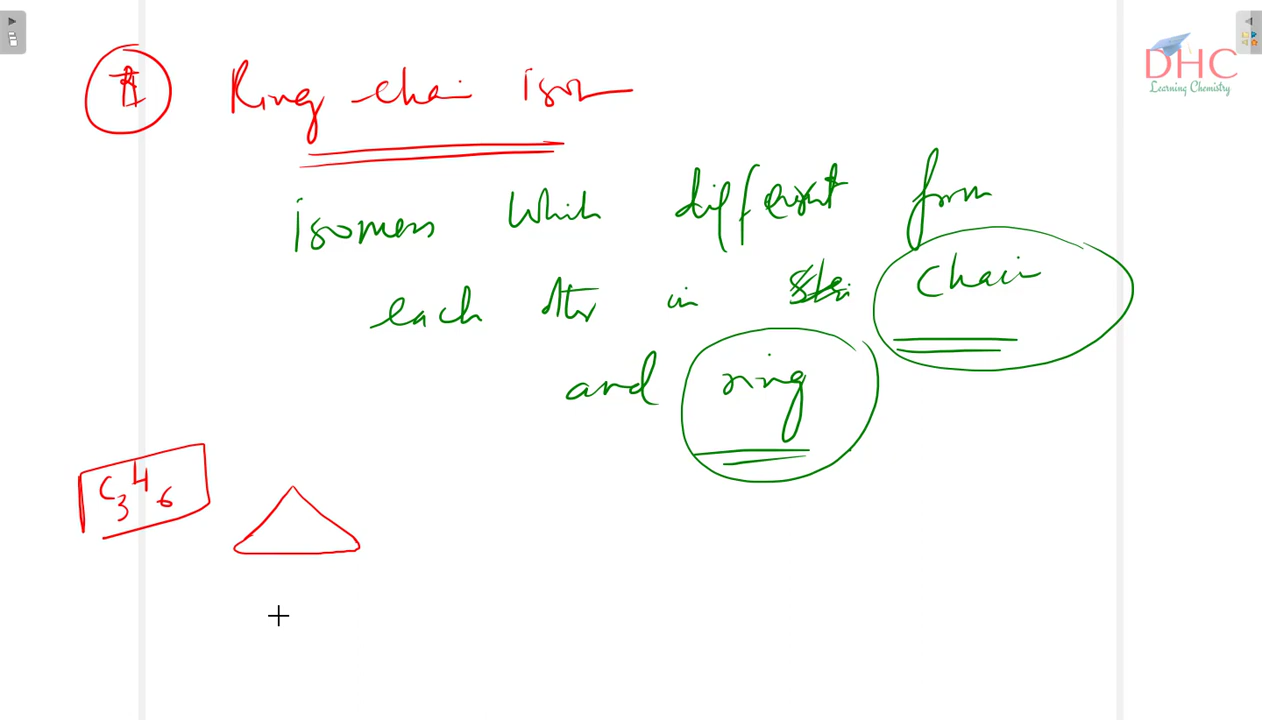 Ring chain isom
isomers which different from
each other in chain
and ring
C3H6
DHC
Learning Chemistry